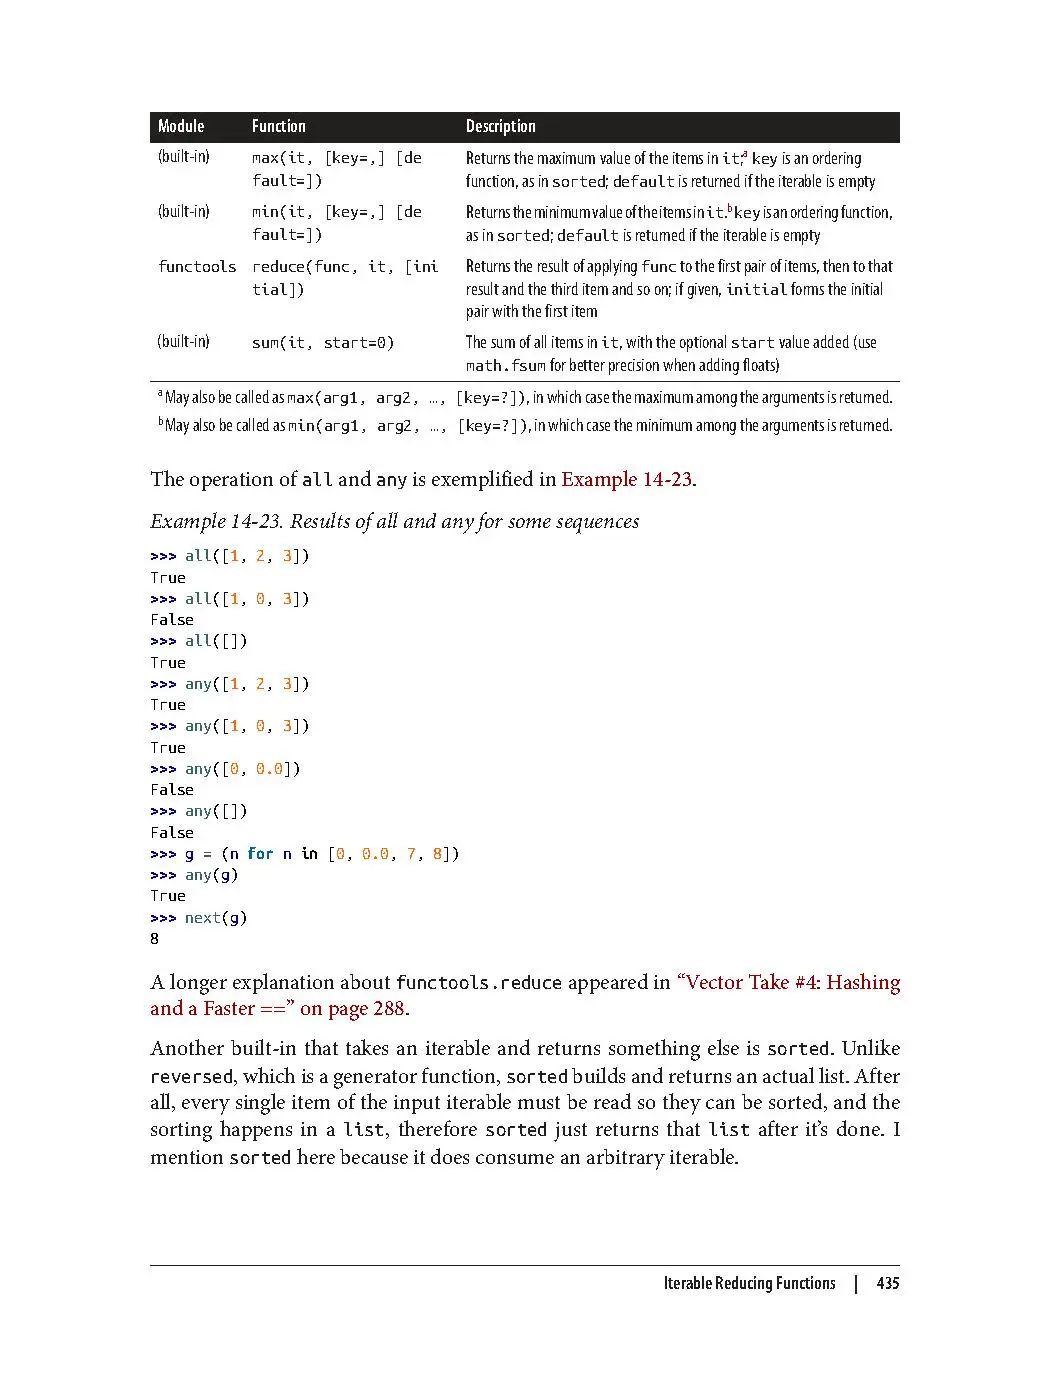 Module Function Description
(built-in) max(it, [key=,] [de Returns the maximum value of the items in it;a key is an ordering
fault=]) function, as in sorted; default is returned if the iterable is empty
(built-in) min(it, [key=,] [de Returns the minimum value of the items in it.b key is an ordering function,
fault=]) as in sorted; default is returned if the iterable is empty
functools reduce(func, it, [ini Returns the result of applying func to the first pair of items, then to that
tial]) result and the third item and so on; if given, initial forms the initial
pair with the first item
(built-in) sum(it, start=0) The sum of all items in it, with the optional start value added (use
math.fsum for better precision when adding floats)
a May also be called as max(arg1, arg2, …, [key=?]), in which case the maximum among the arguments is returned.
b May also be called as min(arg1, arg2, …, [key=?]), in which case the minimum among the arguments is returned.
The operation of all and any is exemplified in Example 14-23.
Example 14-23. Results of all and any for some sequences
>>> all([1, 2, 3])
True
>>> all([1, 0, 3])
False
>>> all([])
True
>>> any([1, 2, 3])
True
>>> any([1, 0, 3])
True
>>> any([0, 0.0])
False
>>> any([])
False
>>> g = (n for n in [0, 0.0, 7, 8])
>>> any(g)
True
>>> next(g)
8
A longer explanation about functools.reduce appeared in “Vector Take #4: Hashing
and a Faster ==” on page 288.
Another built-in that takes an iterable and returns something else is sorted. Unlike
reversed, which is a generator function, sorted builds and returns an actual list. After
all, every single item of the input iterable must be read so they can be sorted, and the
sorting happens in a list, therefore sorted just returns that list after it’s done. I
mention sorted here because it does consume an arbitrary iterable.
Iterable Reducing Functions | 435